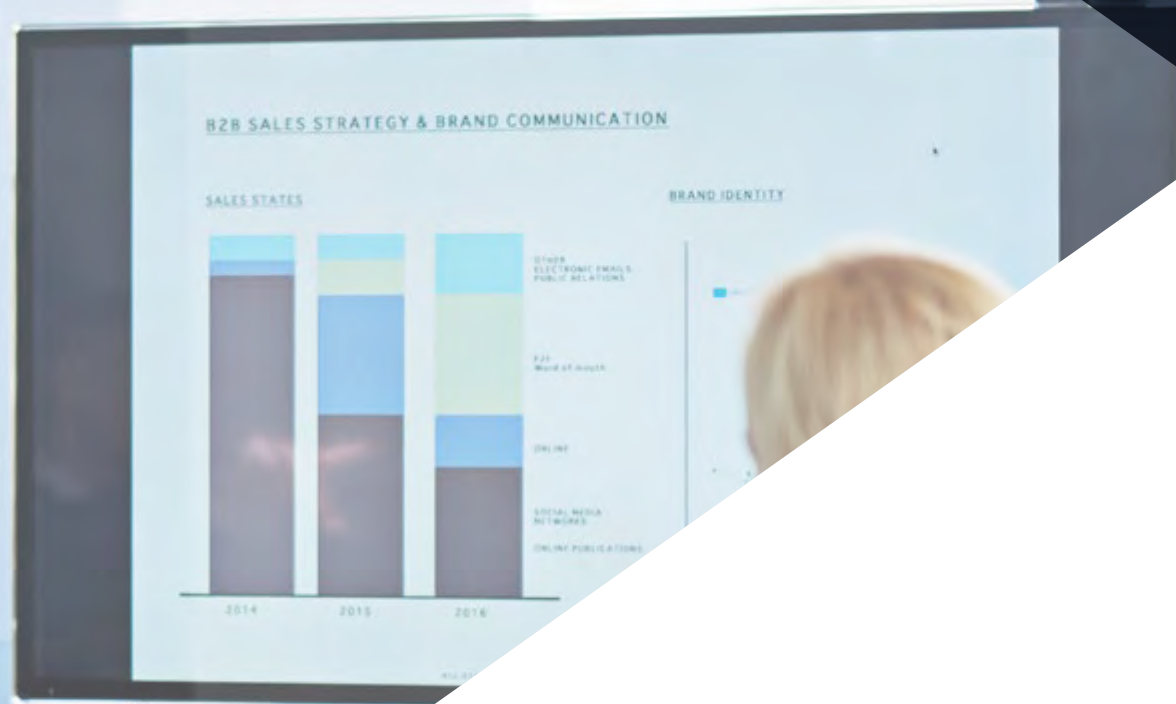 B2B SALES STRATEGY & BRAND COMMUNICATION
SALES STATES
BRAND IDENTITY
OTHER
ELECTRONIC EMAILS
PUBLIC RELATIONS
Word of mouth
ONLINE
SOCIAL MEDIA
NETWORKS
ONLINE PUBLICATIONS
2014
2015
2016